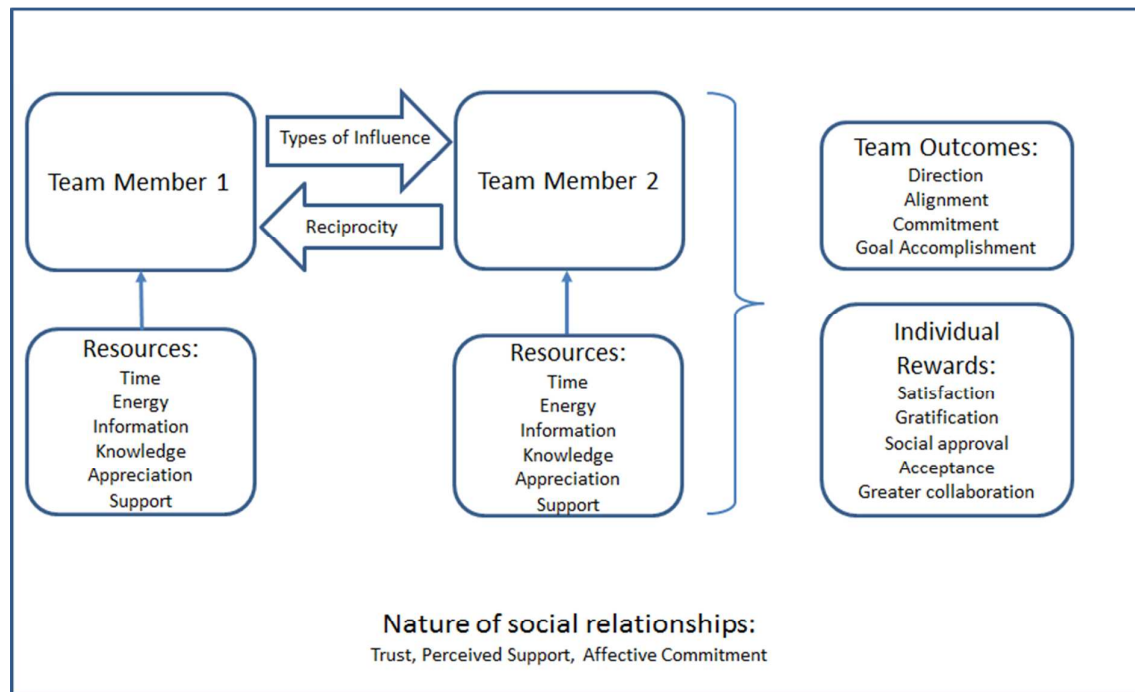 Team Member 1
Types of Influence
Reciprocity
Team Member 2
Resources:
Time
Energy
Information
Knowledge
Appreciation
Support
Resources:
Time
Energy
Information
Knowledge
Appreciation
Support
Team Outcomes:
Direction
Alignment
Commitment
Goal Accomplishment
Individual
Rewards:
Satisfaction
Gratification
Social approval
Acceptance
Greater collaboration
Nature of social relationships:
Trust, Perceived Support, Affective Commitment